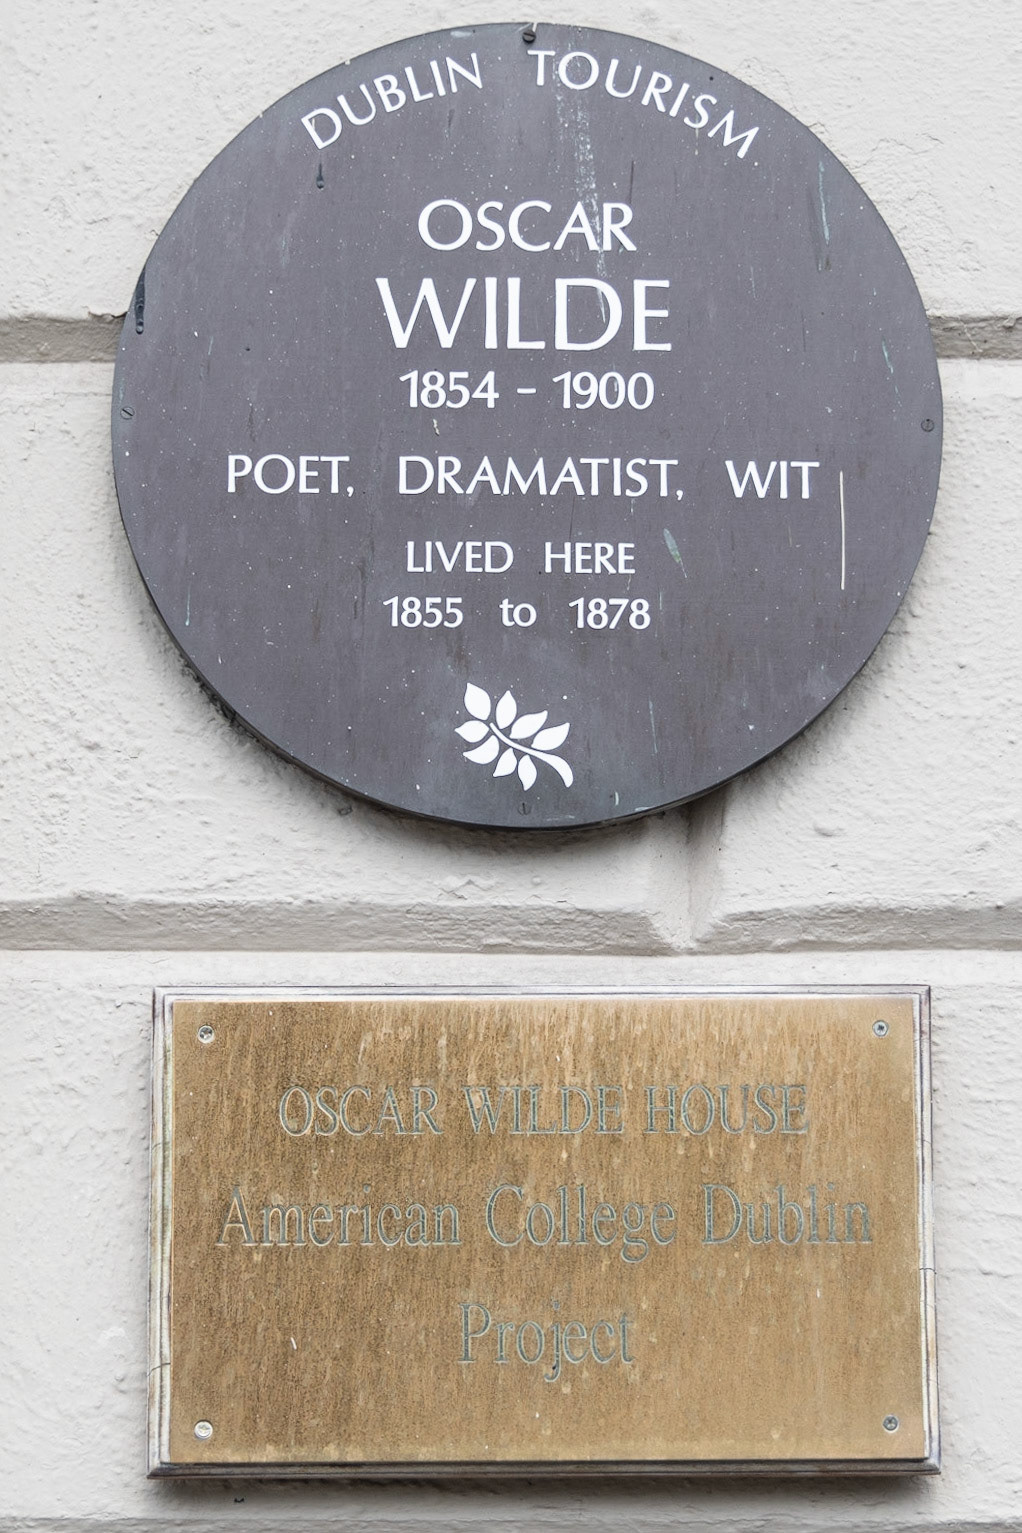 DUBLIN TOURISM
OSCAR
WILDE
1854 - 1900
POET, DRAMATIST, WIT
LIVED HERE
1855 to 1878
OSCAR WILDE HOUSE
American College Dublin
Project